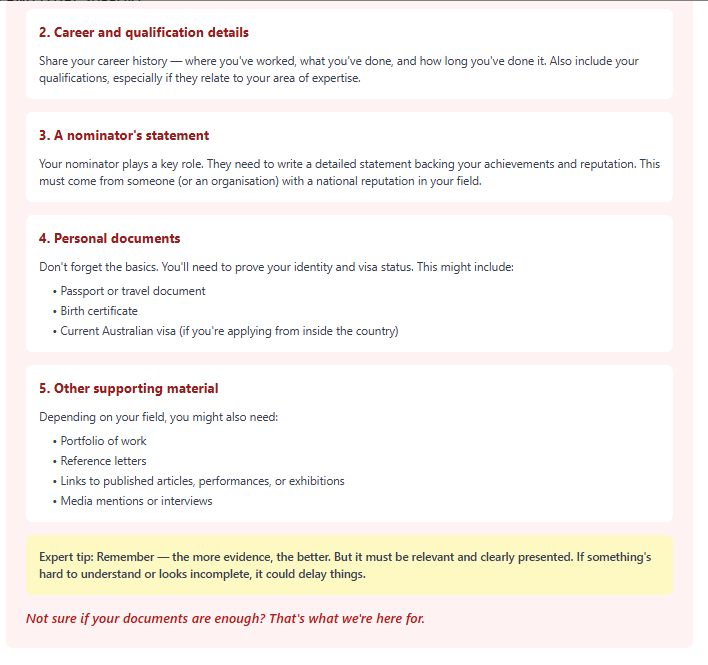 2. Career and qualification details
Share your career history — where you've worked, what you've done, and how long you've done it. Also include your
qualifications, especially if they relate to your area of expertise.
3. A nominator's statement
Your nominator plays a key role. They need to write a detailed statement backing your achievements and reputation. This
must come from someone (or an organisation) with a national reputation in your field.
4. Personal documents
Don't forget the basics. You'll need to prove your identity and visa status. This might include:
• Passport or travel document
• Birth certificate
• Current Australian visa (if you're applying from inside the country)
5. Other supporting material
Depending on your field, you might also need:
• Portfolio of work
• Reference letters
• Links to published articles, performances, or exhibitions
• Media mentions or interviews
Expert tip: Remember — the more evidence, the better. But it must be relevant and clearly presented. If something's
hard to understand or looks incomplete, it could delay things.
Not sure if your documents are enough? That's what we're here for.